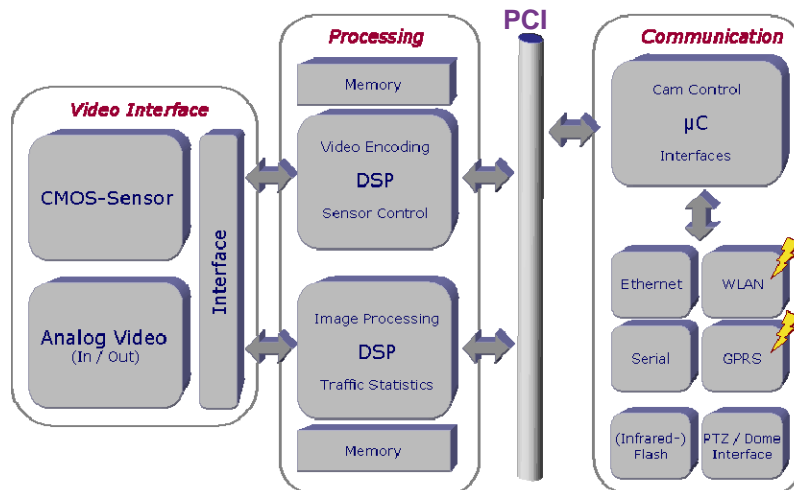 Video Interface
CMOS-Sensor
Analog Video
(In / Out)
Interface
Processing
Memory
Video Encoding
DSP
Sensor Control
Image Processing
DSP
Traffic Statistics
Memory
PCI
Communication
Cam Control
µC
Interfaces
Ethernet
WLAN
Serial
GPRS
(Infrared-)
Flash
PTZ / Dome
Interface